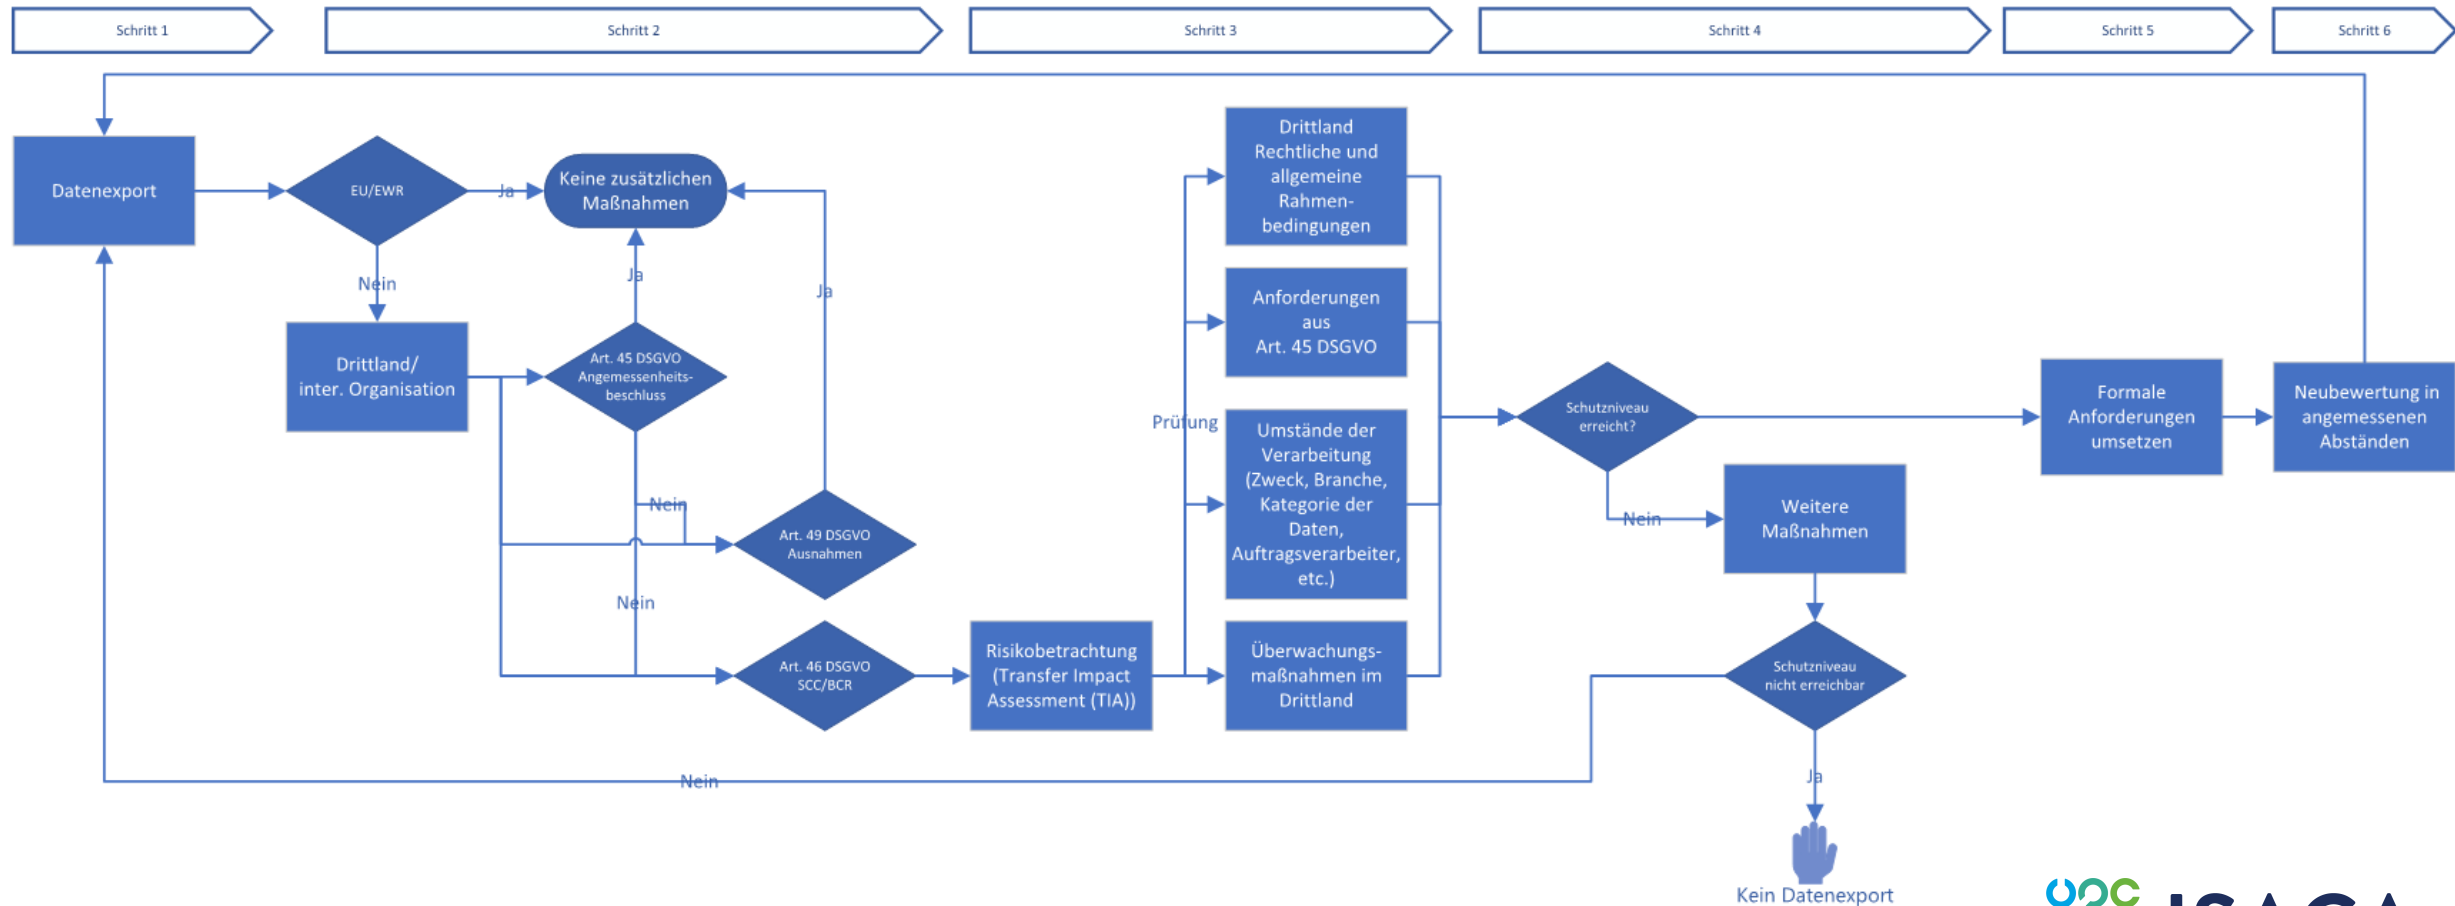 Schritt 1
Schritt 2
Schritt 3
Schritt 4
Schritt 5
Schritt 6
Datenexport
EU/EWR
Ja
Keine zusätzlichen
Maßnahmen
Nein
Ja
Ja
Drittland/
inter. Organisation
Art. 45 DSGVO
Angemessenheits-
beschluss
Nein
Art. 49 DSGVO
Ausnahmen
Nein
Art. 46 DSGVO
SCC/BCR
Risikobetrachtung
(Transfer Impact
Assessment (TIA))
Prüfung
Drittland
Rechtliche und
allgemeine
Rahmen-
bedingungen
Anforderungen
aus
Art. 45 DSGVO
Umstände der
Verarbeitung
(Zweck, Branche,
Kategorie der
Daten,
Auftragsverarbeiter,
etc.)
Überwachungs-
maßnahmen im
Drittland
Schutzniveau
erreicht?
Nein
Weitere
Maßnahmen
Schutzniveau
nicht erreichbar
Nein
Ja
Kein Datenexport
Formale
Anforderungen
umsetzen
Neubewertung in
angemessenen
Abständen
ISACA